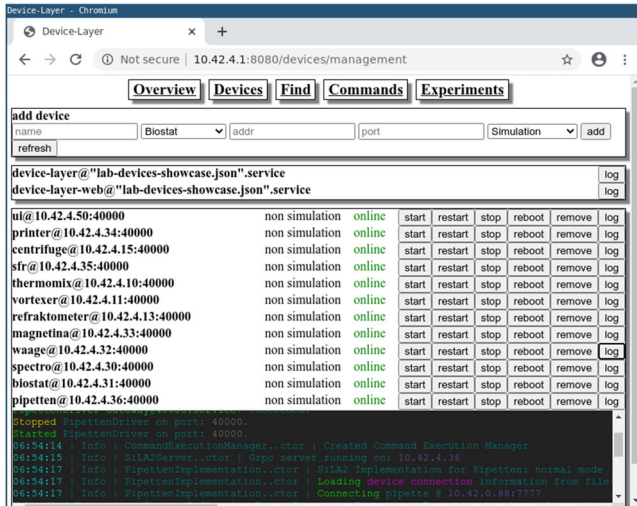 Device-Layer - Chromium
Device-Layer × +
Not secure | 10.42.4.1:8080/devices/management
Overview Devices Find Commands Experiments
add device
name Biostat addr port Simulation add
refresh
device-layer@"lab-devices-showcase.json".service log
device-layer-web@"lab-devices-showcase.json".service log
ui@10.42.4.50:40000 non simulation online start restart stop reboot remove log
printer@10.42.4.34:40000 non simulation online start restart stop reboot remove log
centrifuge@10.42.4.15:40000 non simulation online start restart stop reboot remove log
sfr@10.42.4.35:40000 non simulation online start restart stop reboot remove log
thermomix@10.42.4.10:40000 non simulation online start restart stop reboot remove log
vortexer@10.42.4.11:40000 non simulation online start restart stop reboot remove log
refraktometer@10.42.4.13:40000 non simulation online start restart stop reboot remove log
magnetina@10.42.4.33:40000 non simulation online start restart stop reboot remove log
waage@10.42.4.32:40000 non simulation online start restart stop reboot remove log
spectro@10.42.4.30:40000 non simulation online start restart stop reboot remove log
biostat@10.42.4.31:40000 non simulation online start restart stop reboot remove log
pipetten@10.42.4.36:40000 non simulation online start restart stop reboot remove log
Stopped PipettenDriver on port: 40000.
Started PipettenDriver on port: 40000.
06:54:14 | Info | CommandExecutionManager..ctor | Created Command Execution Manager
06:54:15 | Info | SiLA2Server..ctor | Grpc server running on: 10.42.4.36
06:54:17 | Info | PipettenImplementation..ctor | SiLA2 Implementation for Pipetten: normal mode
06:54:17 | Info | PipettenImplementation..ctor | Loading device connection information from file
06:54:17 | Info | PipettenImplementation..ctor | Connecting pipette @ 10.42.0.88:7777